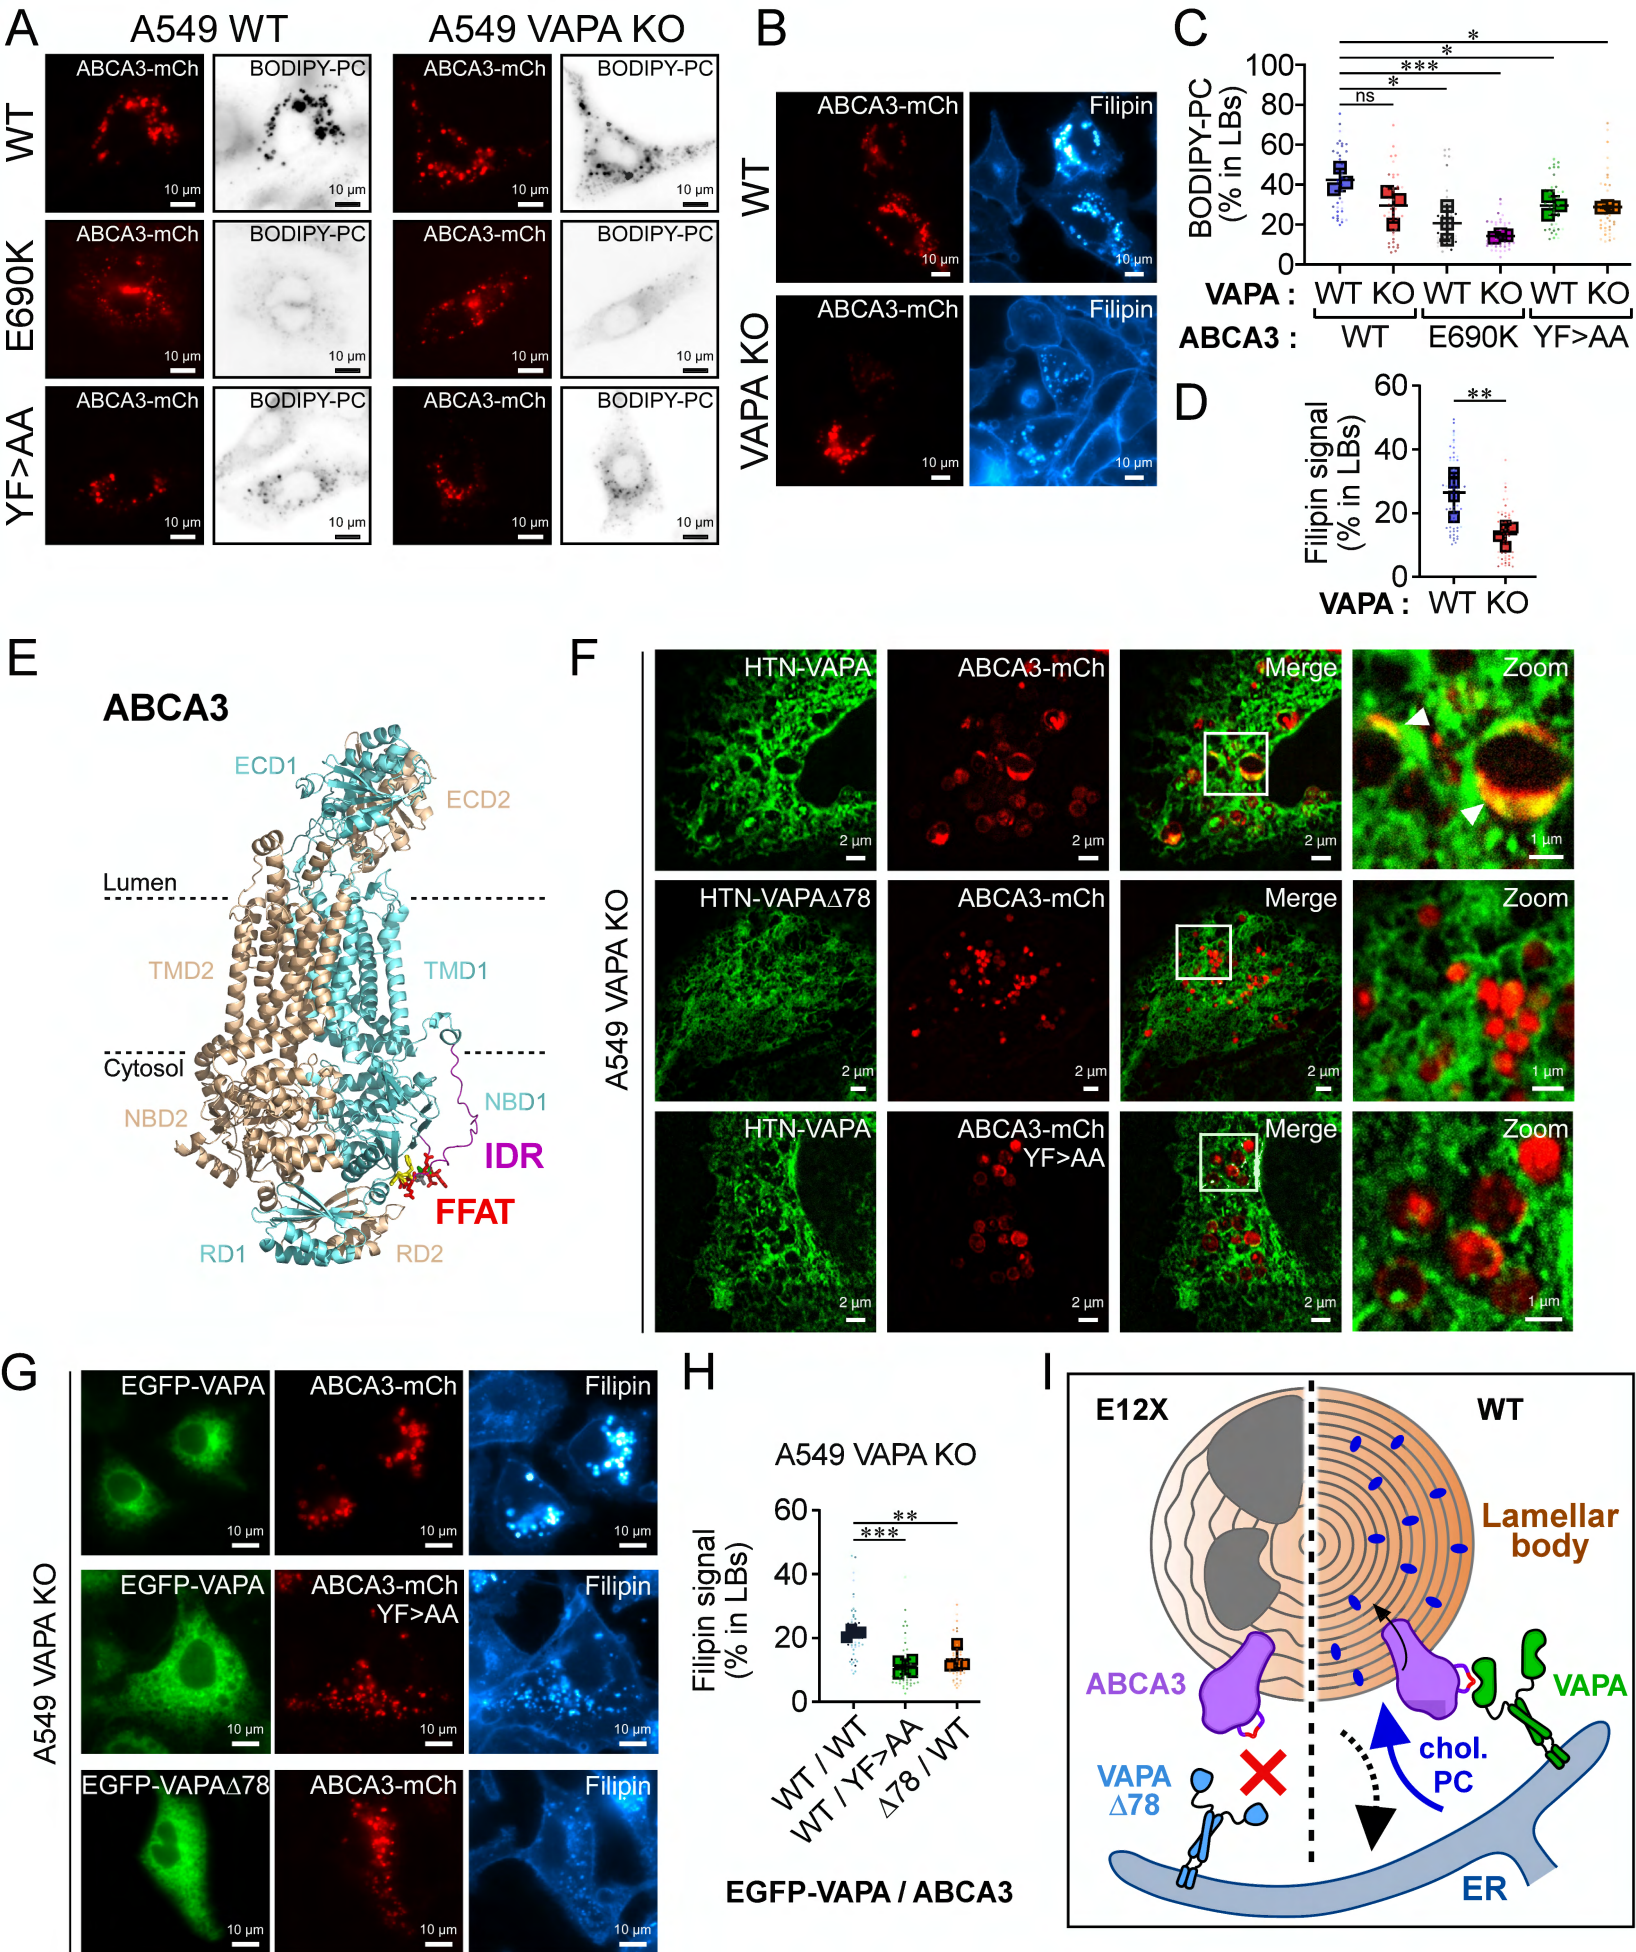 A
A549 WT
A549 VAPA KO
WT
ABCA3-mCh
10 µm
BODIPY-PC
10 µm
ABCA3-mCh
10 µm
BODIPY-PC
10 µm
E690K
ABCA3-mCh
10 µm
BODIPY-PC
10 µm
ABCA3-mCh
10 µm
BODIPY-PC
10 µm
YF>AA
ABCA3-mCh
10 µm
BODIPY-PC
10 µm
ABCA3-mCh
10 µm
BODIPY-PC
10 µm
B
WT
ABCA3-mCh
10 µm
Filipin
10 µm
VAPA KO
ABCA3-mCh
10 µm
Filipin
10 µm
C
BODIPY-PC
(% in LBs)
100
80
60
40
20
0
*
*
***
*
ns
VAPA : WT KO WT KO WT KO
ABCA3 : WT E690K YF>AA
D
Filipin signal
(% in LBs)
60
40
20
0
**
VAPA : WT KO
E
ABCA3
ECD1
ECD2
Lumen
TMD2
TMD1
Cytosol
NBD2
NBD1
IDR
FFAT
RD1
RD2
F
A549 VAPA KO
HTN-VAPA
2 µm
ABCA3-mCh
2 µm
Merge
2 µm
Zoom
1 µm
HTN-VAPAΔ78
2 µm
ABCA3-mCh
2 µm
Merge
2 µm
Zoom
1 µm
HTN-VAPA
2 µm
ABCA3-mCh
YF>AA
2 µm
Merge
2 µm
Zoom
1 µm
G
A549 VAPA KO
EGFP-VAPA
10 µm
ABCA3-mCh
10 µm
Filipin
10 µm
EGFP-VAPA
10 µm
ABCA3-mCh
YF>AA
10 µm
Filipin
10 µm
EGFP-VAPAΔ78
10 µm
ABCA3-mCh
10 µm
Filipin
10 µm
H
A549 VAPA KO
Filipin signal
(% in LBs)
60
40
20
0
**
***
WT / WT
WT / YF>AA
Δ78 / WT
EGFP-VAPA / ABCA3
I
E12X
WT
Lamellar
body
ABCA3
VAPA
chol.
PC
VAPA
Δ78
ER